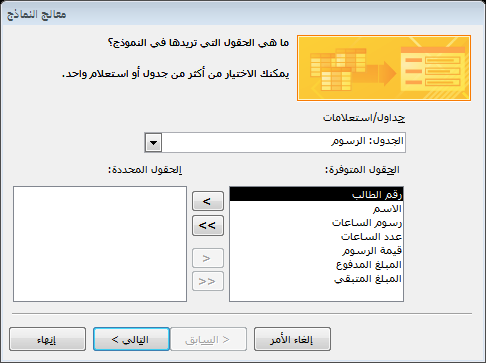 معالج النماذج
ما هي الحقول التي تريدها في النموذج؟
يمكنك الاختيار من أكثر من جدول أو استعلام واحد.
جداول/استعلامات
الجدول: الرسوم
الحقول المتوفرة:
رقم الطالب
الاسم
رسوم الساعات
عدد الساعات
قيمة الرسوم
المبلغ المدفوع
المبلغ المتبقي
>
>>
<
<<
الحقول المحددة:
إلغاء الأمر
< السابق
التالي >
إنهاء